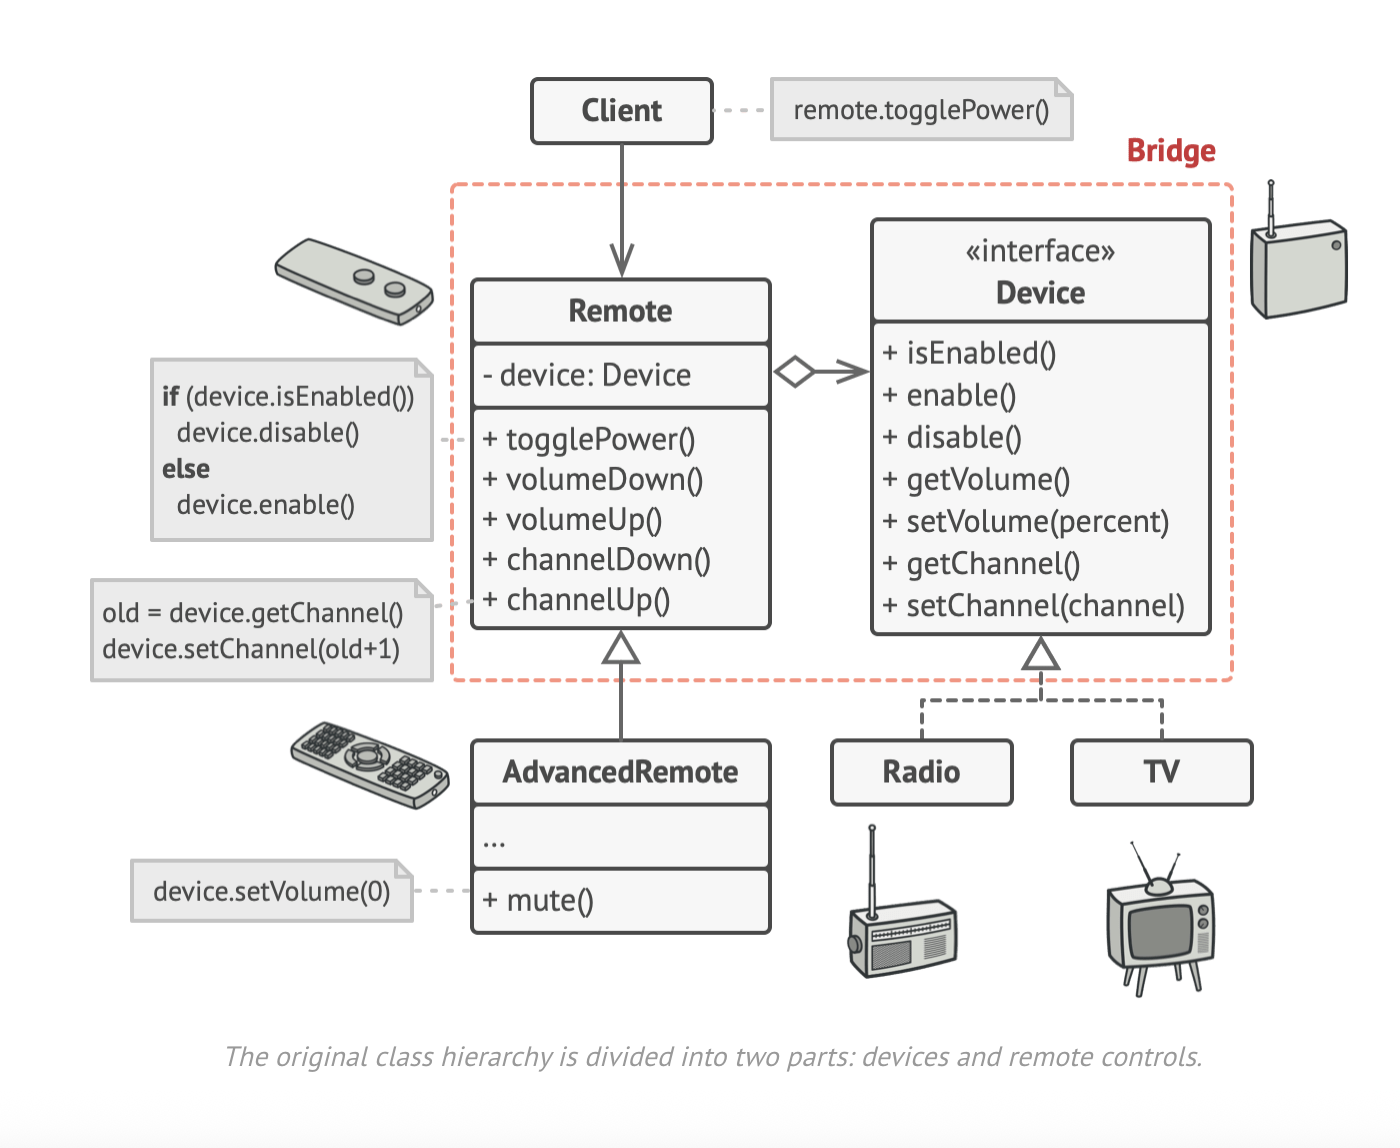 Client
remote.togglePower()
Bridge
«interface»
Device
+ isEnabled()
+ enable()
+ disable()
+ getVolume()
+ setVolume(percent)
+ getChannel()
+ setChannel(channel)
Remote
- device: Device
+ togglePower()
+ volumeDown()
+ volumeUp()
+ channelDown()
+ channelUp()
if (device.isEnabled())
device.disable()
else
device.enable()
old = device.getChannel()
device.setChannel(old+1)
AdvancedRemote
...
+ mute()
device.setVolume(0)
Radio
TV
The original class hierarchy is divided into two parts: devices and remote controls.